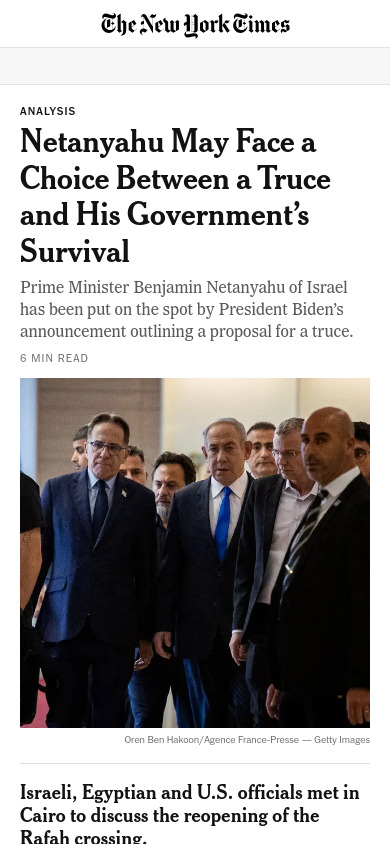 The New York Times
ANALYSIS
Netanyahu May Face a
Choice Between a Truce
and His Government’s
Survival
Prime Minister Benjamin Netanyahu of Israel
has been put on the spot by President Biden’s
announcement outlining a proposal for a truce.
6 MIN READ
Oren Ben Hakoon/Agence France-Presse — Getty Images
Israeli, Egyptian and U.S. officials met in
Cairo to discuss the reopening of the
Rafah crossing.